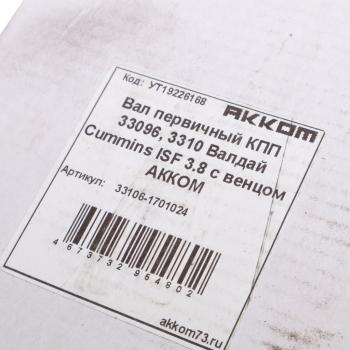 Код: УТ19226168
AKKOM
Вал первичный КПП
33096, 3310 Валдай
Cummins ISF 3.8 с венцом
АККОМ
Артикул: 33106-1701024
4673732964902
akkom73.ru